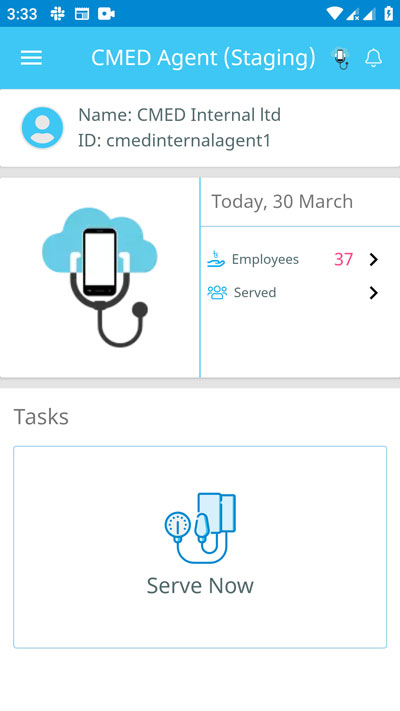 3:33
CMED Agent (Staging)
Name: CMED Internal ltd
ID: cmedinternalagent1
Today, 30 March
Employees 37
Served
Tasks
Serve Now